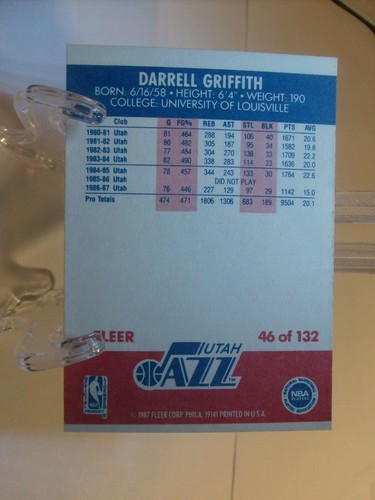 DARRELL GRIFFITH
BORN: 6/16/58 • HEIGHT: 6'4" • WEIGHT: 190
COLLEGE: UNIVERSITY OF LOUISVILLE
Club G FG% REB AST STL BLK PTS AVG
1980-81 Utah 81 .464 288 194 106 40 1671 20.6
1981-82 Utah 80 .482 305 187 95 34 1582 19.8
1982-83 Utah 77 .484 304 270 138 33 1709 22.2
1983-84 Utah 82 .490 338 283 114 23 1636 20.0
1984-85 Utah 78 .457 344 243 133 30 1764 22.6
1985-86 Utah DID NOT PLAY
1986-87 Utah 76 .446 227 129 97 29 1142 15.0
Pro Totals 474 .471 1806 1306 683 189 9504 20.1
FLEER 46 of 132
UTAH
JAZZ TM
NBA
NBA
PLAYERS
© 1987 FLEER CORP. PHILA. 19141 PRINTED IN U.S.A.